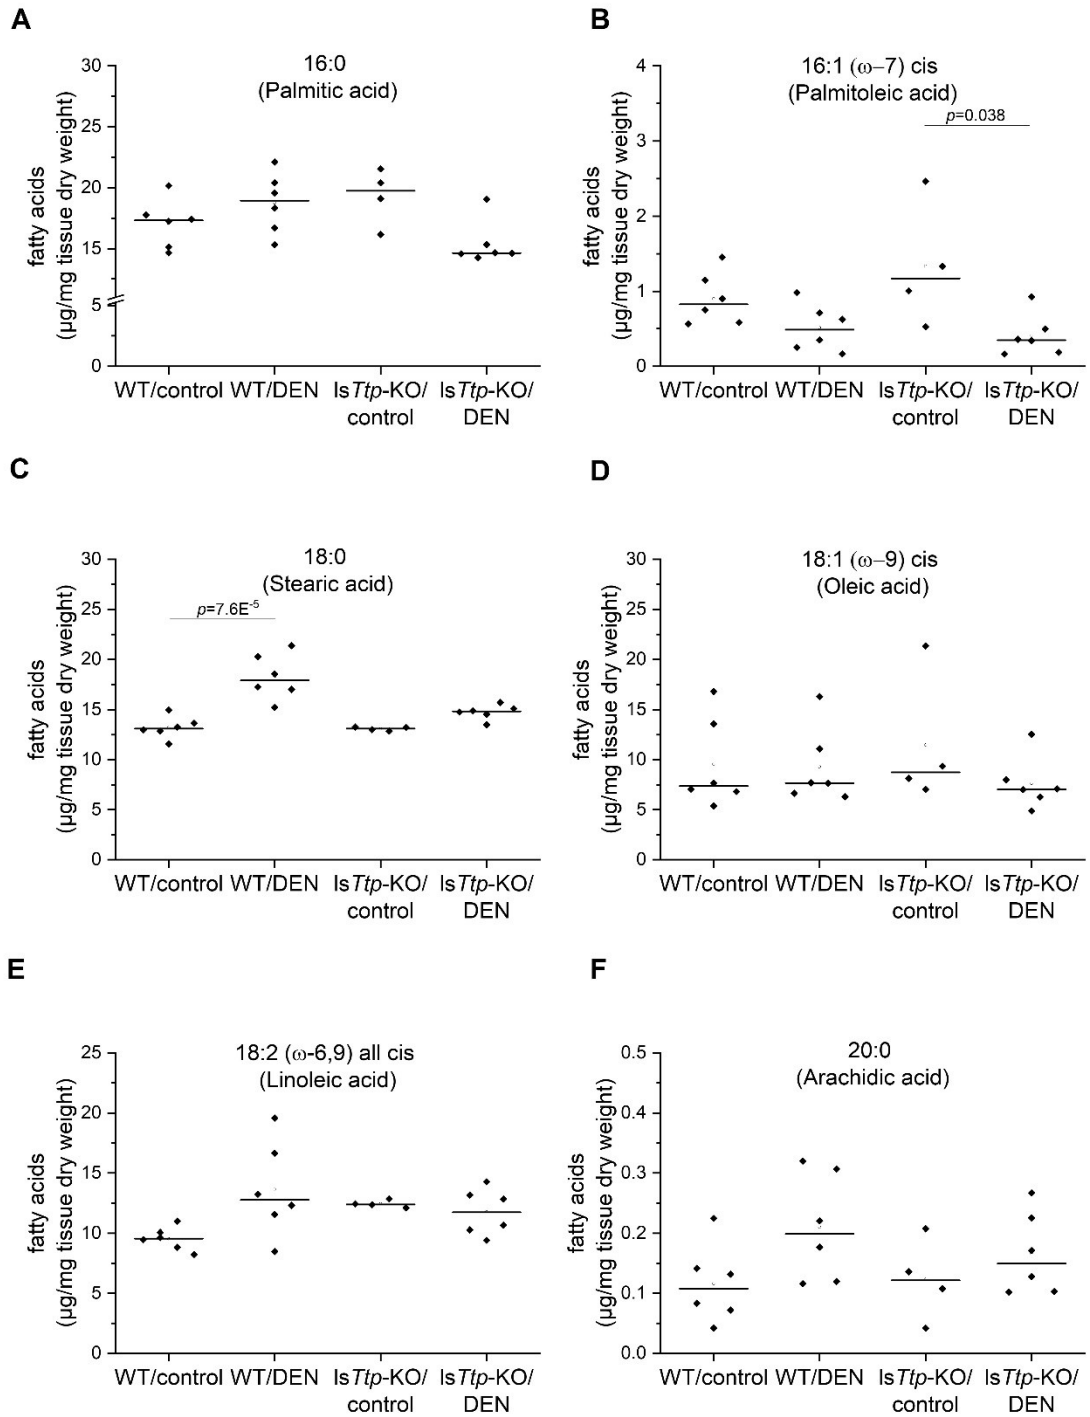 A
16:0
(Palmitic acid)
fatty acids
(µg/mg tissue dry weight)
30
25
20
15
5
0
WT/control WT/DEN lsTtp-KO/ lsTtp-KO/
control DEN
B
16:1 (ω–7) cis
(Palmitoleic acid)
p=0.038
fatty acids
(µg/mg tissue dry weight)
4
3
2
1
0
WT/control WT/DEN lsTtp-KO/ lsTtp-KO/
control DEN
C
18:0
(Stearic acid)
p=7.6E-5
fatty acids
(µg/mg tissue dry weight)
30
25
20
15
10
5
0
WT/control WT/DEN lsTtp-KO/ lsTtp-KO/
control DEN
D
18:1 (ω–9) cis
(Oleic acid)
fatty acids
(µg/mg tissue dry weight)
30
25
20
15
10
5
0
WT/control WT/DEN lsTtp-KO/ lsTtp-KO/
control DEN
E
18:2 (ω-6,9) all cis
(Linoleic acid)
fatty acids
(µg/mg tissue dry weight)
25
20
15
10
5
0
WT/control WT/DEN lsTtp-KO/ lsTtp-KO/
control DEN
F
20:0
(Arachidic acid)
fatty acids
(µg/mg tissue dry weight)
0.5
0.4
0.3
0.2
0.1
0.0
WT/control WT/DEN lsTtp-KO/ lsTtp-KO/
control DEN